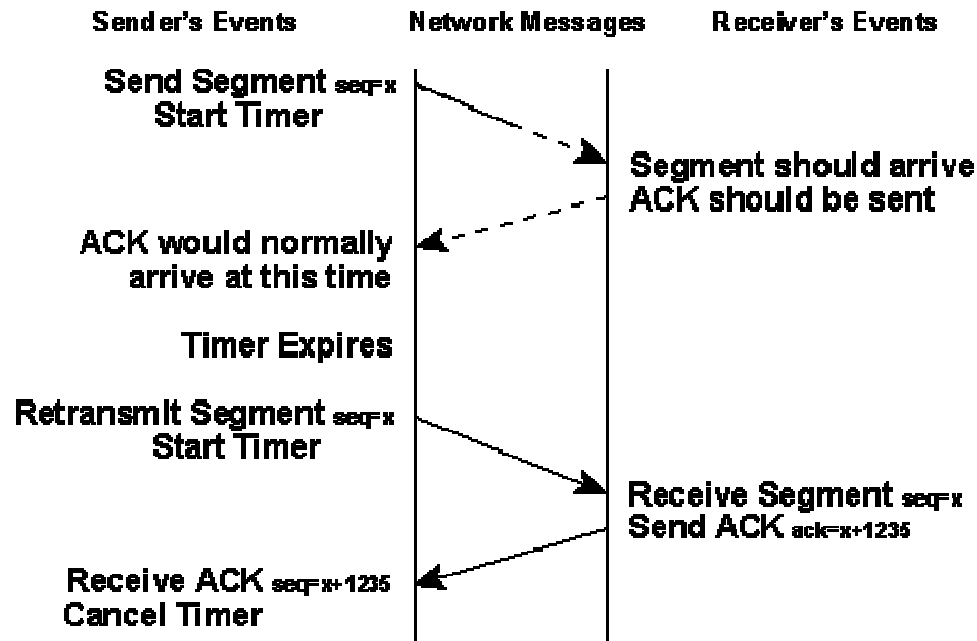 Sender's Events Network Messages Receiver's Events
Send Segment seq=x
Start Timer
Segment should arrive
ACK should be sent
ACK would normally
arrive at this time
Timer Expires
Retransmit Segment seq=x
Start Timer
Receive Segment seq=x
Send ACK ack=x+1235
Receive ACK seq=x+1235
Cancel Timer